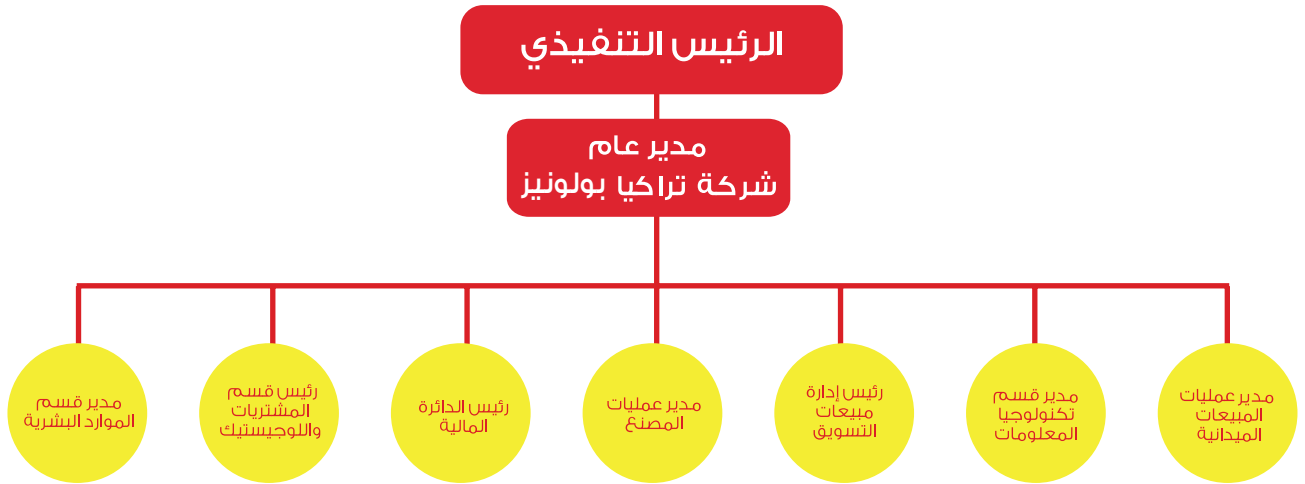 الرئيس التنفيذي
مدير عام
شركة تراكيا بولونيز
مدير عمليات
المبيعات
الميدانية
مدير قسم
تكنولوجيا
المعلومات
رئيس إدارة
مبيعات
التسويق
مدير عمليات
المصنع
رئيس الدائرة
المالية
رئيس قسم
المشتريات
واللوجيستيك
مدير قسم
الموارد البشرية